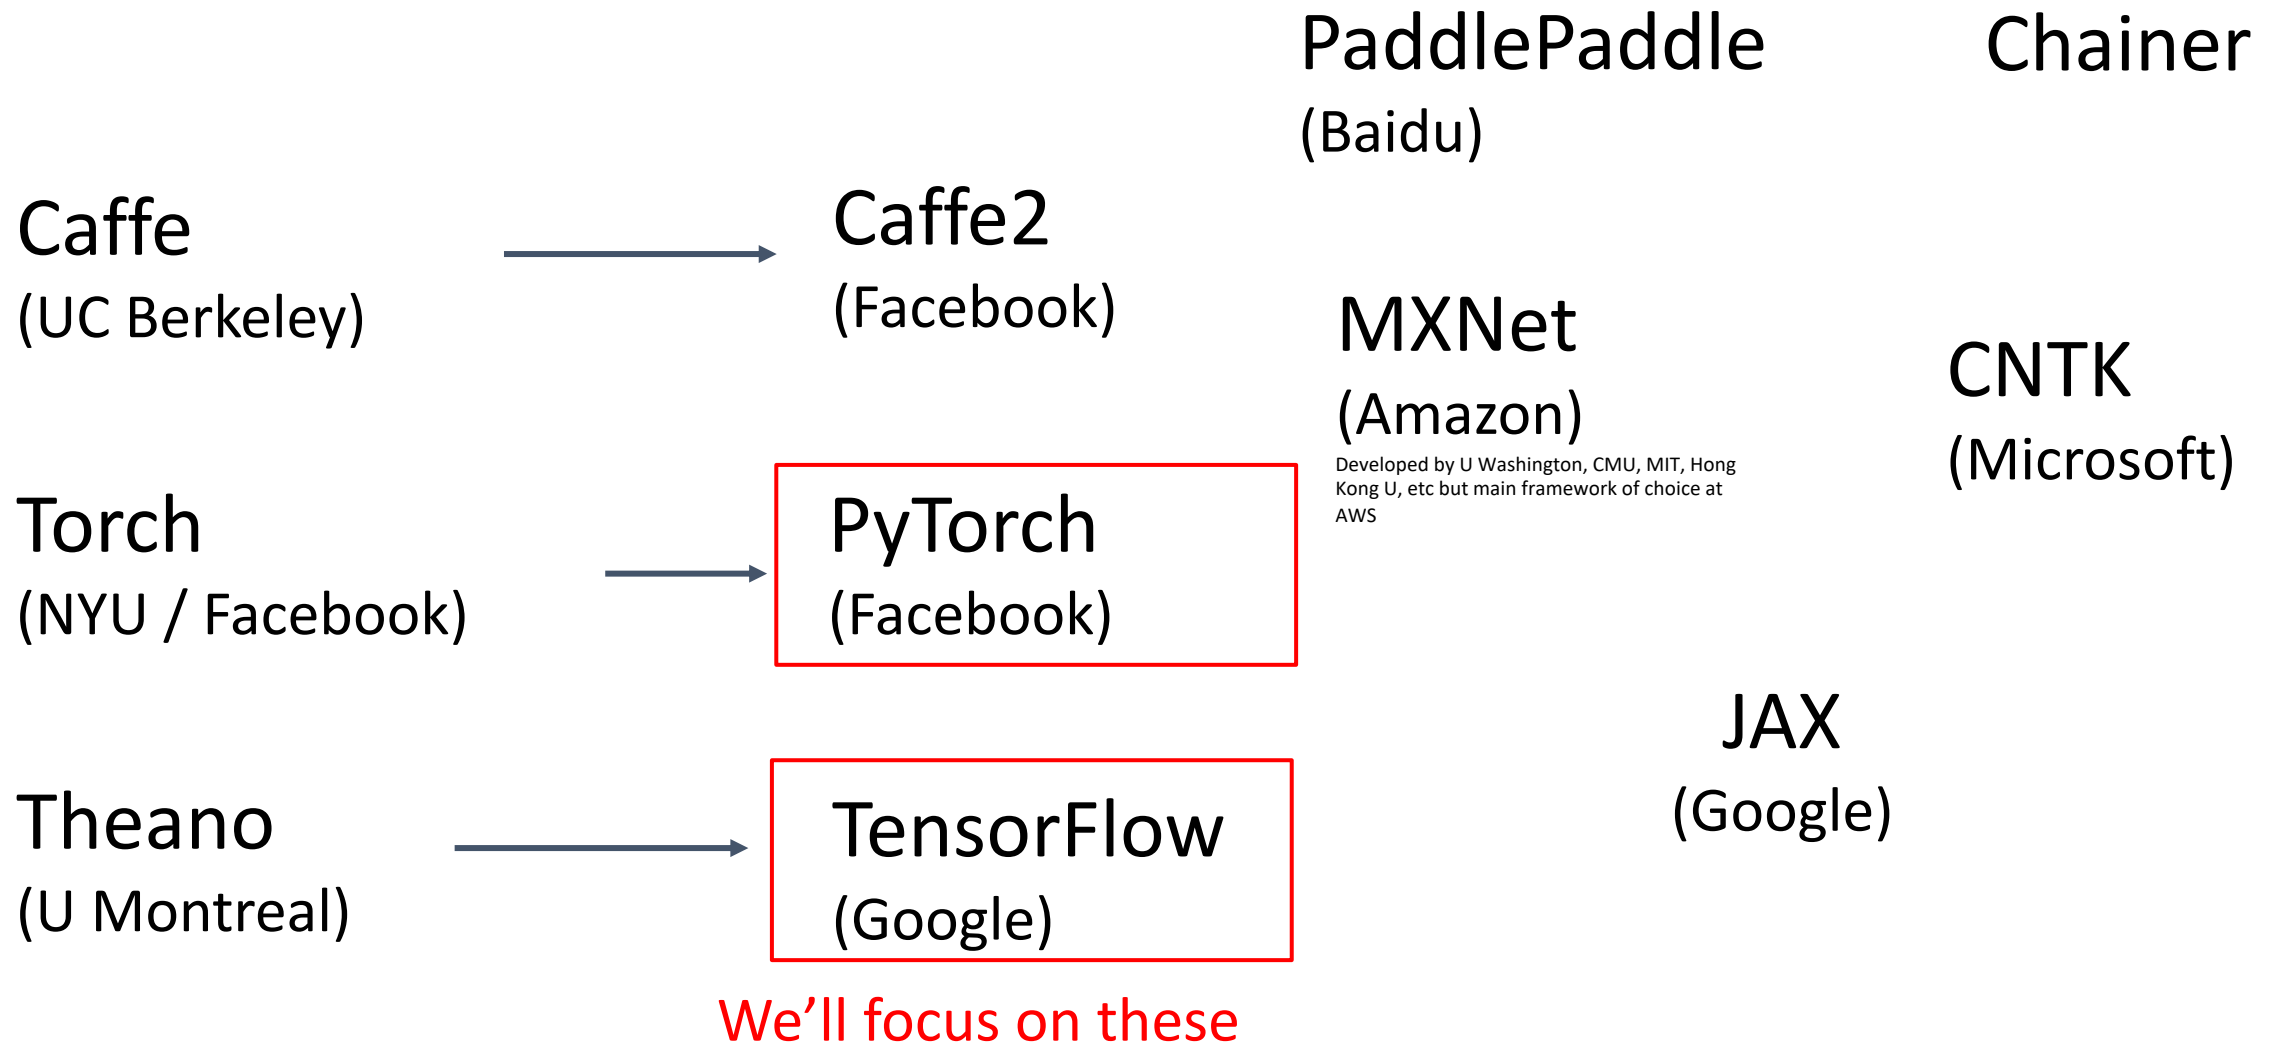 PaddlePaddle
(Baidu)
Chainer
Caffe
(UC Berkeley)
Caffe2
(Facebook)
MXNet
(Amazon)
Developed by U Washington, CMU, MIT, Hong
Kong U, etc but main framework of choice at
AWS
CNTK
(Microsoft)
Torch
(NYU / Facebook)
PyTorch
(Facebook)
JAX
(Google)
Theano
(U Montreal)
TensorFlow
(Google)
We’ll focus on these